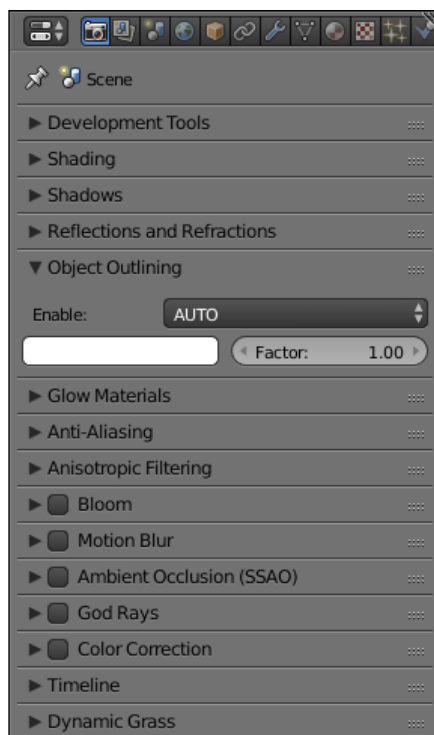 Scene
Development Tools
Shading
Shadows
Reflections and Refractions
Object Outlining
Enable: AUTO
Factor: 1.00
Glow Materials
Anti-Aliasing
Anisotropic Filtering
Bloom
Motion Blur
Ambient Occlusion (SSAO)
God Rays
Color Correction
Timeline
Dynamic Grass